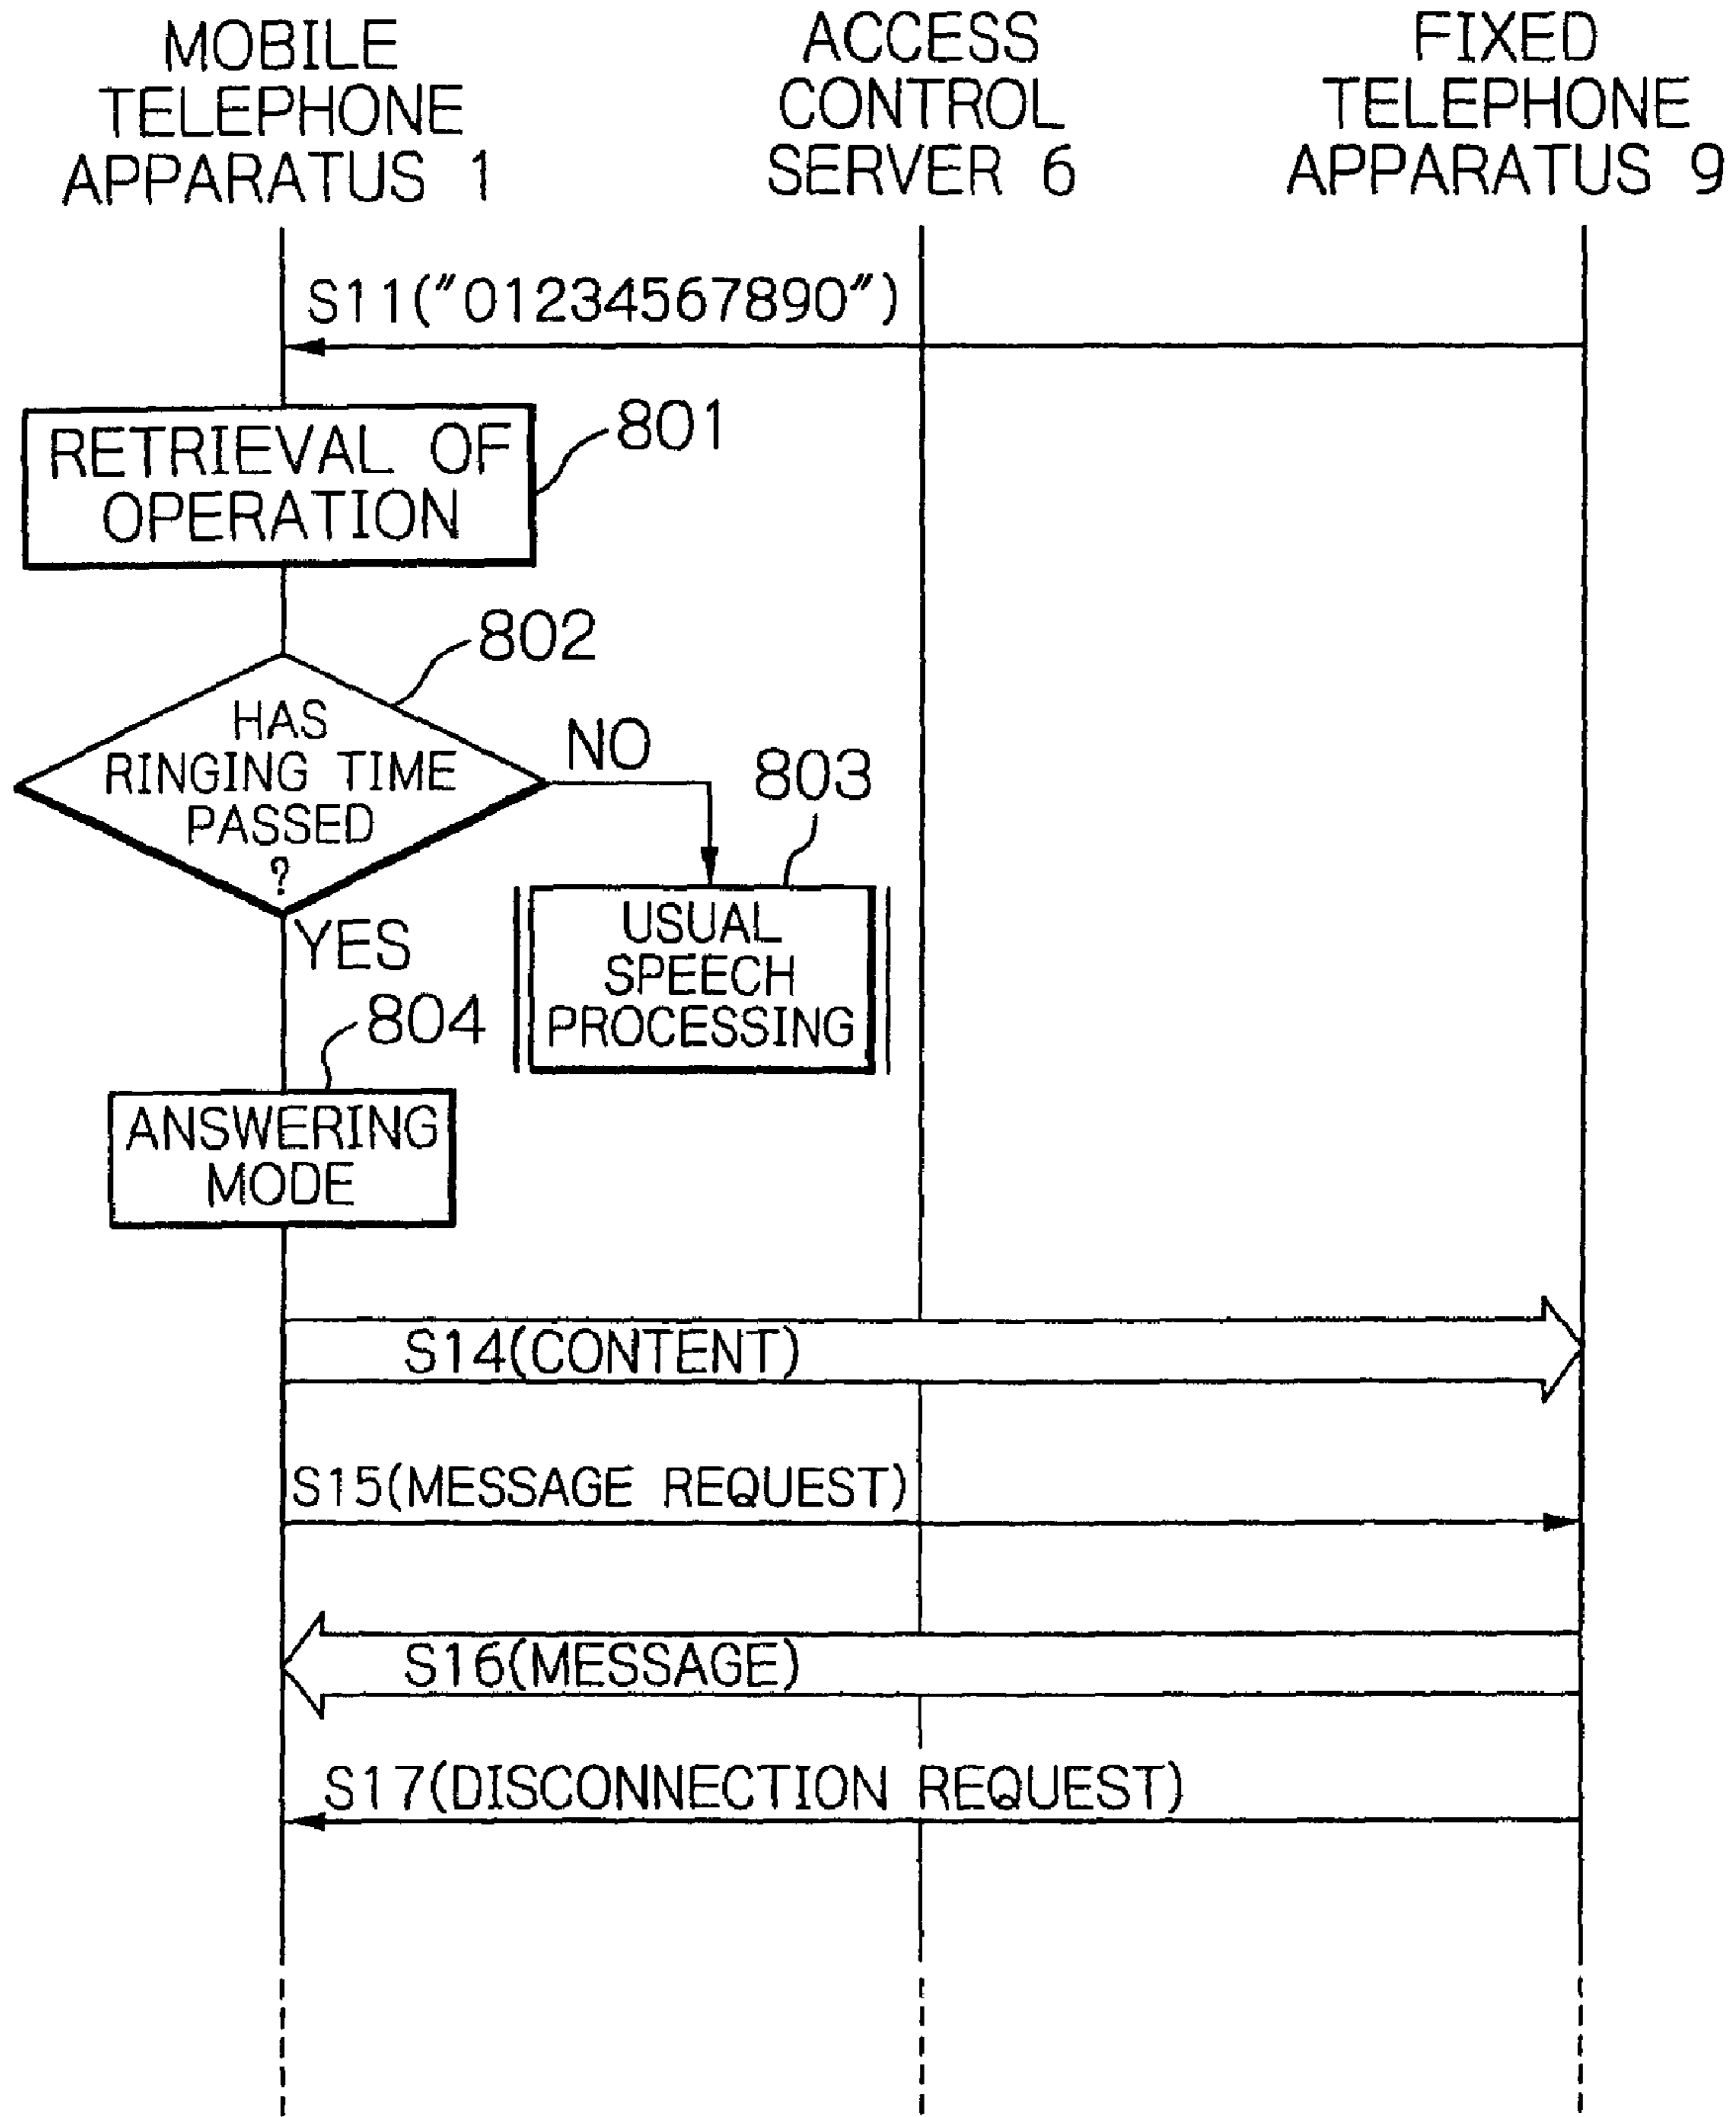 MOBILE
TELEPHONE
APPARATUS 1
ACCESS
CONTROL
SERVER 6
FIXED
TELEPHONE
APPARATUS 9
S11("01234567890")
RETRIEVAL OF
OPERATION
801
802
HAS
RINGING TIME
PASSED
?
NO
803
USUAL
SPEECH
PROCESSING
YES
804
ANSWERING
MODE
S14(CONTENT)
S15(MESSAGE REQUEST)
S16(MESSAGE)
S17(DISCONNECTION REQUEST)